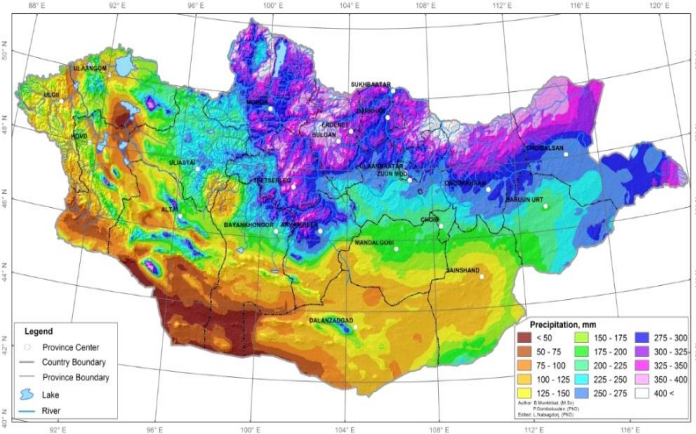 88° E 92° E 96° E 100° E 104° E 108° E 112° E 116° E 120° E
50° N
48° N
46° N
44° N
42° N
40° N
ULAANGOM
ULGII
HOVD
ULIASTAI
ALTAI
MURUN
SUKHBAATAR
DARKHAN
ERDENET
BULGAN
TSETSERLEG
ULAANBAATAR
ZUUN MOD
CHOIBALSAN
BARUUN URT
BAYANKHONGOR
CHOIR
MANDALGOBI
SAINSHAND
DALANZADGAD
Legend
Province Center
Country Boundary
Province Boundary
Lake
River
Precipitation, mm
< 50
50 - 75
75 - 100
100 - 125
125 - 150
150 - 175
175 - 200
200 - 225
225 - 250
250 - 275
275 - 300
300 - 325
325 - 350
350 - 400
400 <
92° E 96° E 100° E 104° E 108° E 112° E 116° E